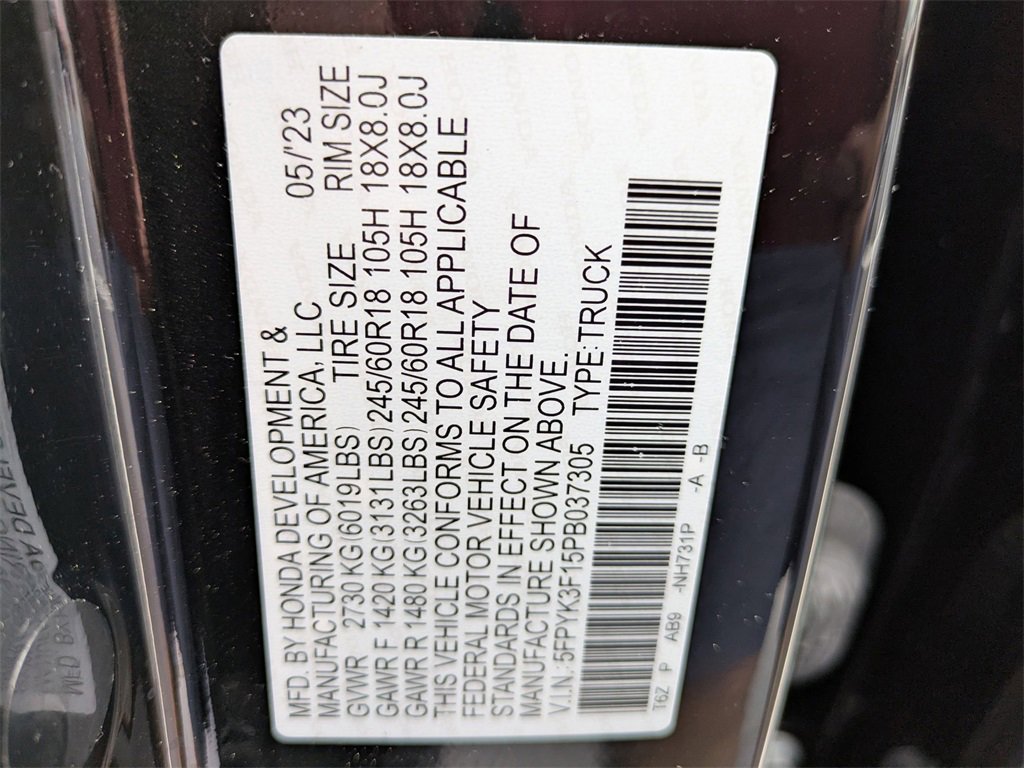 MFD. BY HONDA DEVELOPMENT &
MANUFACTURING OF AMERICA, LLC 05/'23
GVWR 2730 KG(6019LBS) TIRE SIZE RIM SIZE
GAWR F 1420 KG(3131LBS) 245/60R18 105H 18X8.0J
GAWR R 1480 KG(3263LBS) 245/60R18 105H 18X8.0J
THIS VEHICLE CONFORMS TO ALL APPLICABLE
FEDERAL MOTOR VEHICLE SAFETY
STANDARDS IN EFFECT ON THE DATE OF
MANUFACTURE SHOWN ABOVE.
V.I.N.: 5FPYK3F15PB037305 TYPE: TRUCK
T6Z P AB9 -NH731P -A -B